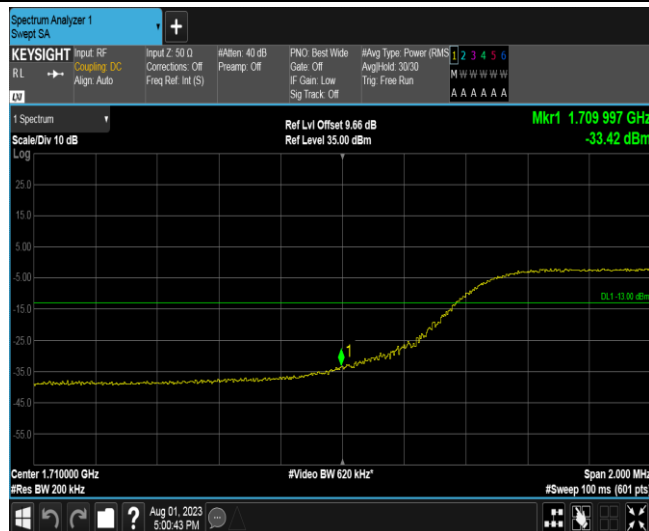 Spectrum Analyzer 1
Swept SA
+
KEYSIGHT
RL
LXI
Input: RF
Coupling: DC
Align: Auto
Input Z: 50 Ω
Corrections: Off
Freq Ref: Int (S)
#Atten: 40 dB
Preamp: Off
PNO: Best Wide
Gate: Off
IF Gain: Low
Sig Track: Off
#Avg Type: Power (RMS
Avg|Hold: 30/30
Trig: Free Run
1 2 3 4 5 6
M W W W W W
A A A A A A
1 Spectrum
Scale/Div 10 dB
Log
Ref Lvl Offset 9.66 dB
Ref Level 35.00 dBm
Mkr1 1.709 997 GHz
-33.42 dBm
25.0
15.0
5.00
-5.00
DL1 -13.00 dBm
-15.0
-25.0
1
-35.0
-45.0
-55.0
Center 1.710000 GHz
#Video BW 620 kHz*
Span 2.000 MHz
#Res BW 200 kHz
#Sweep 100 ms (601 pts)
?
Aug 01, 2023
5:00:43 PM